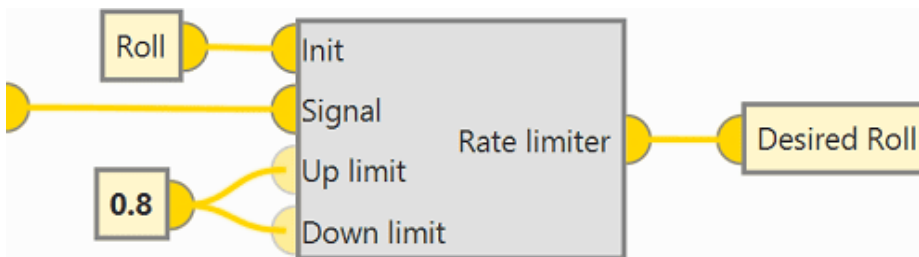 Roll
Init
Signal
Rate limiter
Desired Roll
Up limit
0.8
Down limit